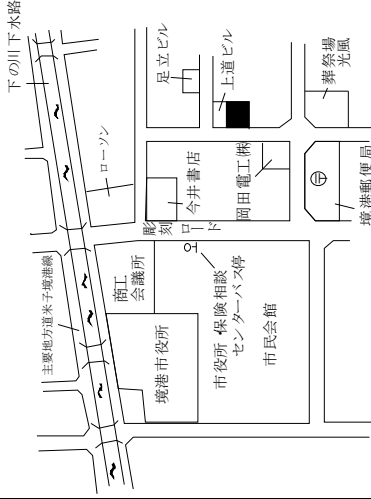 下の川下水路
主要地方道米子境港線
ローソン
足立ビル
上道ビル
葬祭場
光風
今井書店
岡田電工㈱
境港郵便局
彫刻
ロード
商工
会議所
境港市役所
市役所・保険相談
センターバス停
市民会館